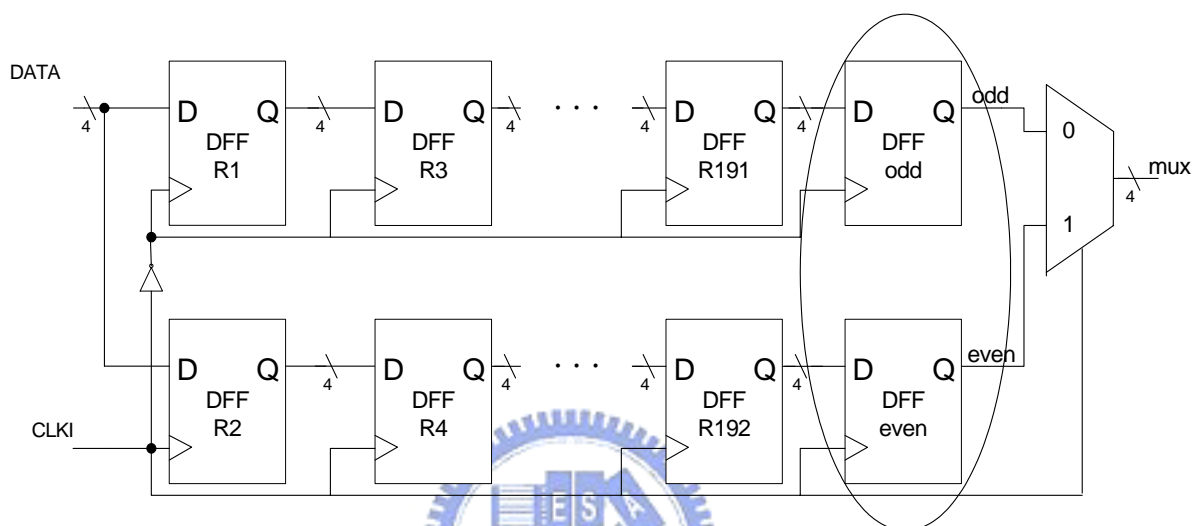 DATA
4
D Q
DFF
R1
4
D Q
DFF
R3
4
· · ·
4
D Q
DFF
R191
4
D Q
DFF
odd
odd
0
1
4
mux
D Q
DFF
R2
4
D Q
DFF
R4
4
· · ·
4
D Q
DFF
R192
4
D Q
DFF
even
even
CLKI
E S